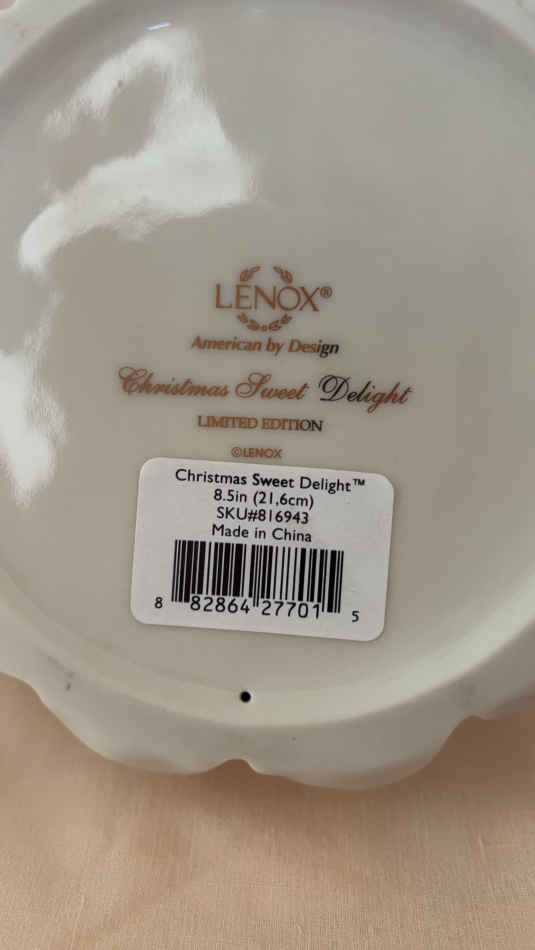 LENOX®
American by Design
Christmas Sweet Delight
LIMITED EDITION
©LENOX
Christmas Sweet Delight™
8.5in (21,6cm)
SKU#816943
Made in China
8 82864 27701 5